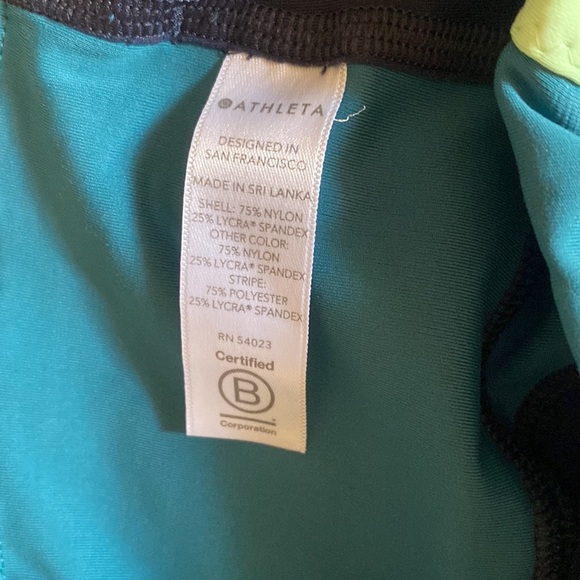 ATHLETA
DESIGNED IN
SAN FRANCISCO
MADE IN SRI LANKA
SHELL: 75% NYLON
25% LYCRA® SPANDEX
OTHER COLOR:
75% NYLON
25% LYCRA® SPANDEX
STRIPE:
75% POLYESTER
25% LYCRA® SPANDEX
RN 54023
Certified
B
Corporation